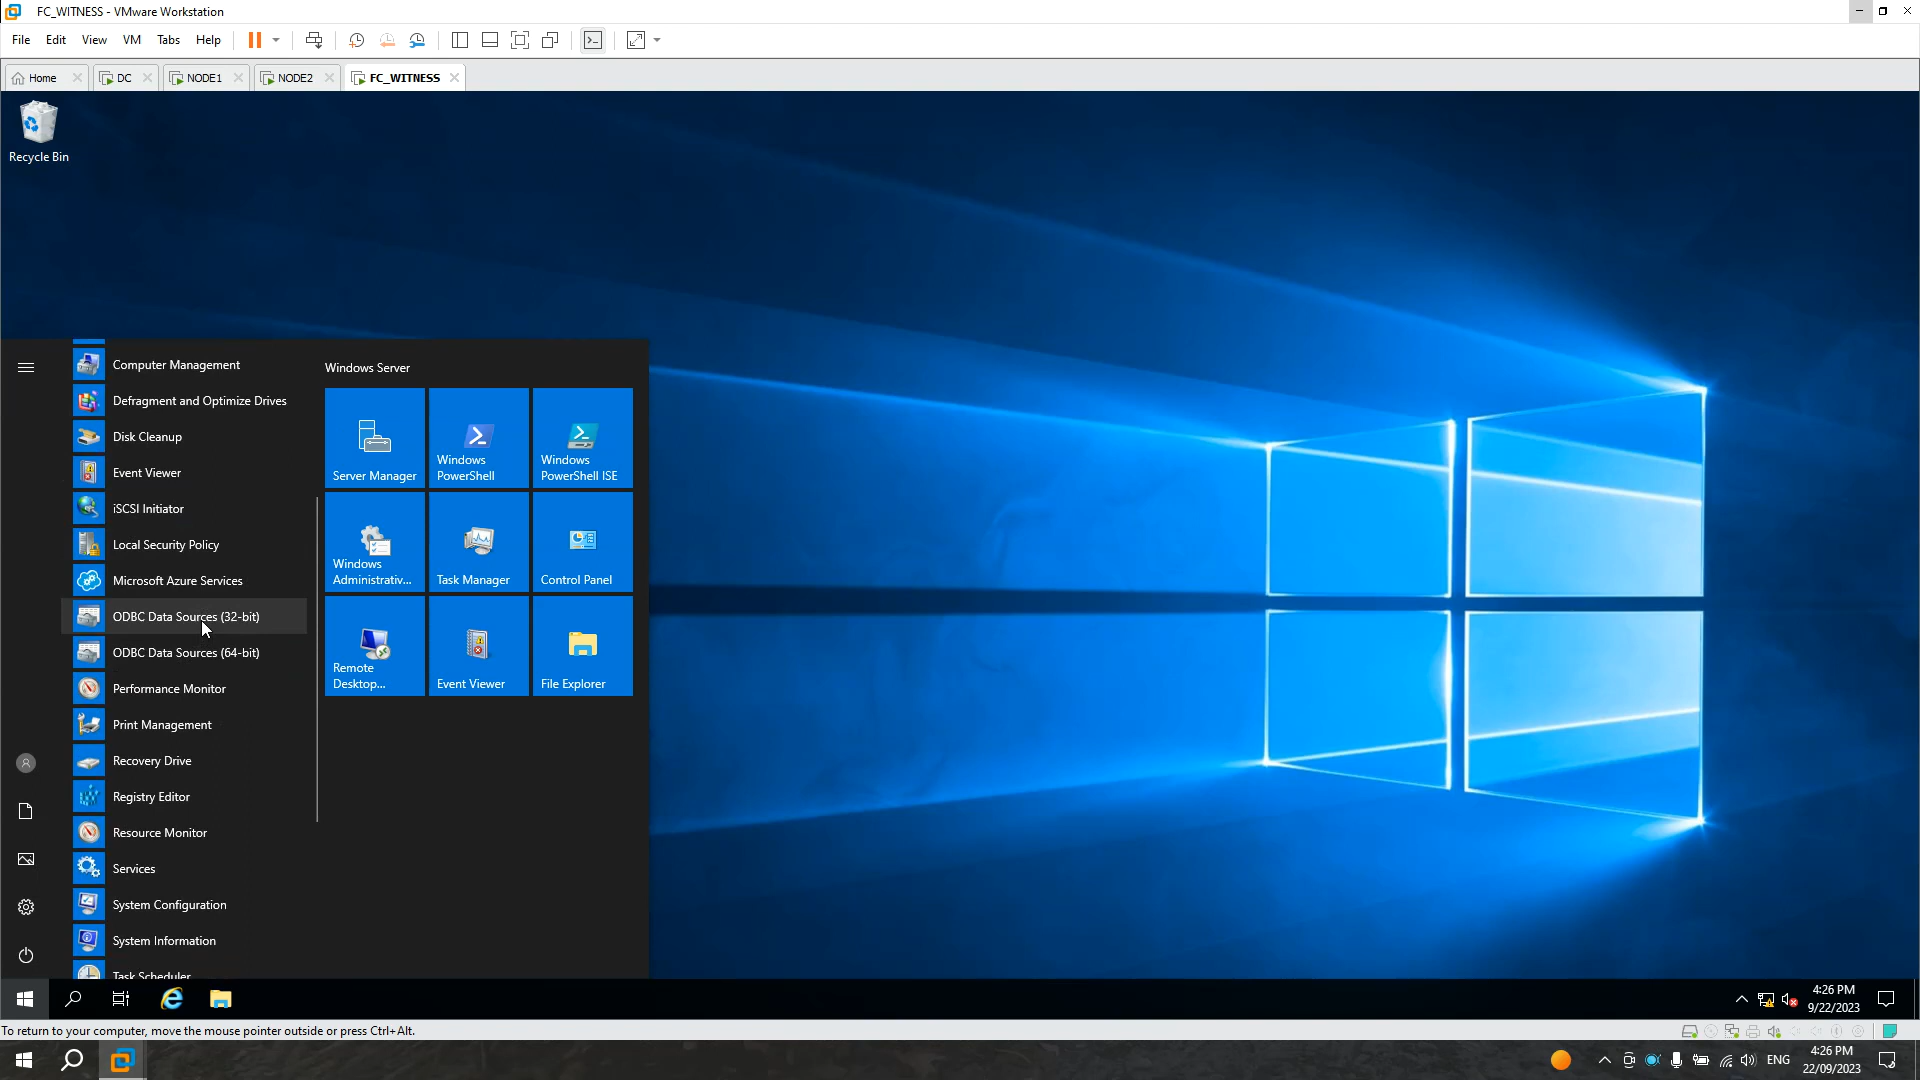 FC_WITNESS - VMware Workstation
File Edit View VM Tabs Help
Home DC NODE1 NODE2 FC_WITNESS
Recycle Bin
Computer Management
Defragment and Optimize Drives
Disk Cleanup
Event Viewer
iSCSI Initiator
Local Security Policy
Microsoft Azure Services
ODBC Data Sources (32-bit)
ODBC Data Sources (64-bit)
Performance Monitor
Print Management
Recovery Drive
Registry Editor
Resource Monitor
Services
System Configuration
System Information
Task Scheduler
Windows Server
Server Manager
Windows
PowerShell
Windows
PowerShell ISE
Windows
Administrativ...
Task Manager
Control Panel
Remote
Desktop...
Event Viewer
File Explorer
4:26 PM
9/22/2023
To return to your computer, move the mouse pointer outside or press Ctrl+Alt.
ENG
4:26 PM
22/09/2023